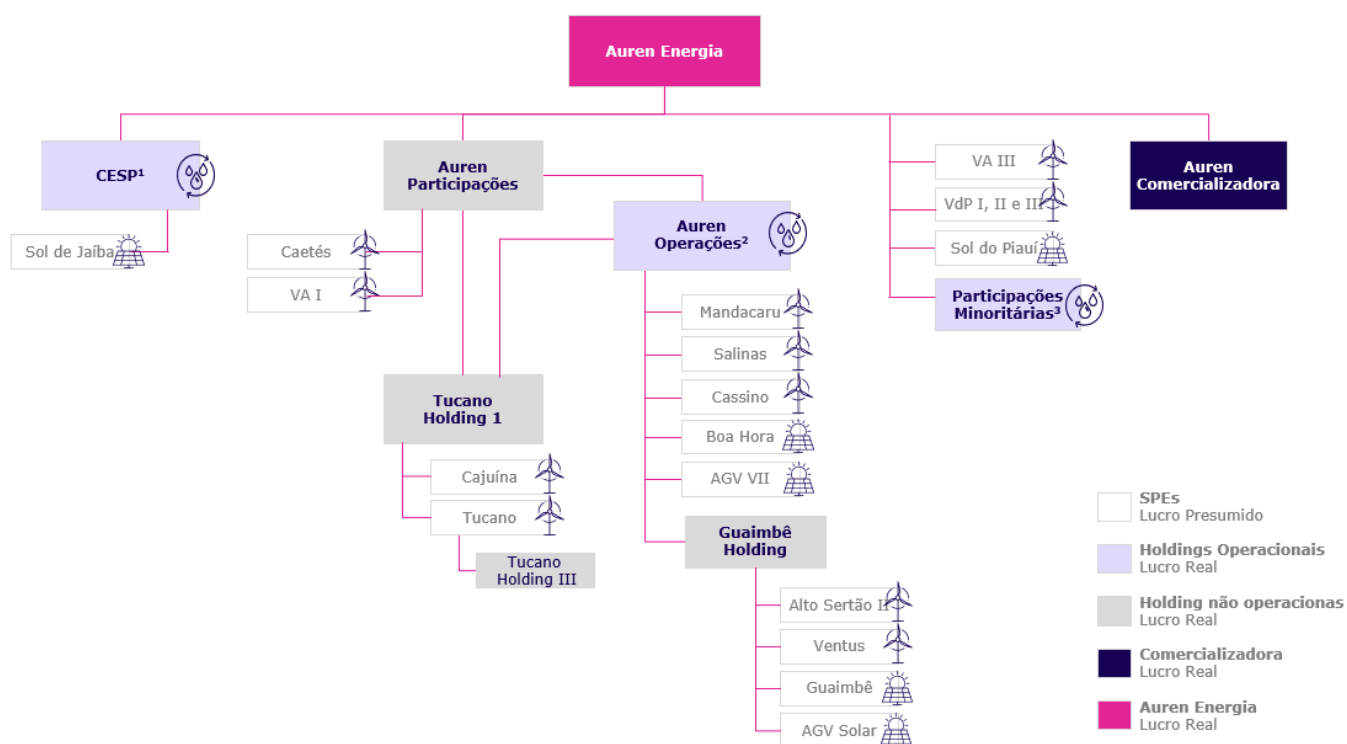 Auren Energia
CESP¹
Sol de Jaíba
Auren
Participações
Caetés
VA I
Auren
Operações²
VA III
VdP I, II e III
Sol do Piauí
Participações
Minoritárias³
Auren
Comercializadora
Mandacaru
Salinas
Cassino
Boa Hora
AGV VII
Tucano
Holding 1
Cajuína
Tucano
Tucano
Holding III
Guaimbê
Holding
Alto Sertão II
Ventus
Guaimbê
AGV Solar
SPEs
Lucro Presumido
Holdings Operacionais
Lucro Real
Holding não operacionas
Lucro Real
Comercializadora
Lucro Real
Auren Energia
Lucro Real